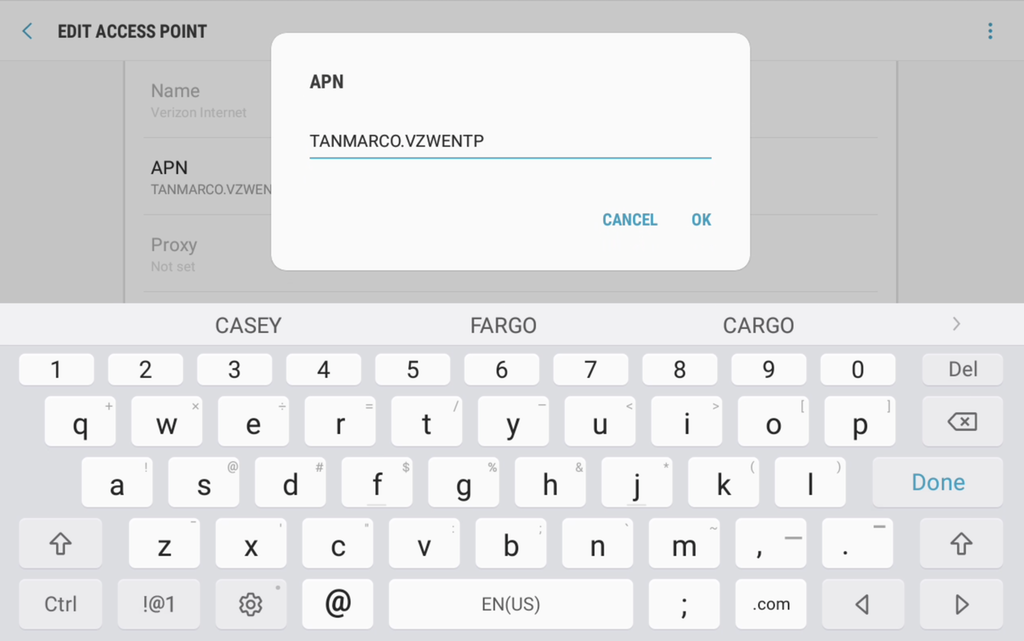 EDIT ACCESS POINT
Name
Verizon Internet
APN
TANMARCO.VZWEN
Proxy
Not set
APN
TANMARCO.VZWENTP
CANCEL OK
CASEY FARGO CARGO
1 2 3 4 5 6 7 8 9 0 Del
q + w × e ÷ r = t / y _ u < i > o [ p ]
a ! s @ d # f $ g % h & j * k ( l ) Done
z - x ' c " v : b ; n ` m ~ , — . –
Ctrl !@1 @ EN(US) ; .com